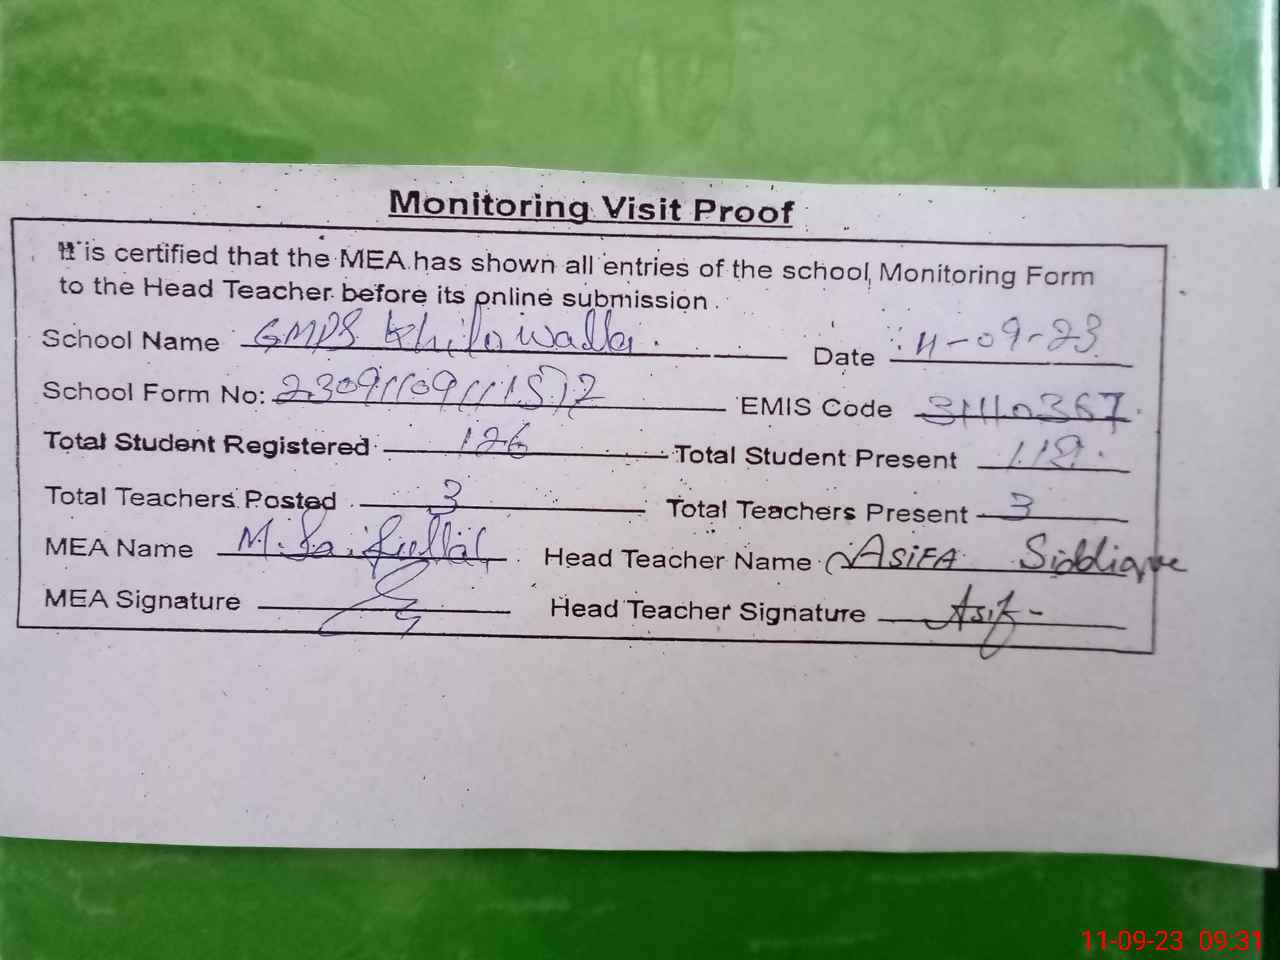 Monitoring Visit Proof
It is certified that the MEA has shown all entries of the school Monitoring Form
to the Head Teacher before its online submission.
School Name GMPS Khilowalla. Date 11-09-23
School Form No: EMIS Code
Total Student Registered 126 Total Student Present
Total Teachers Posted 3 Total Teachers Present 3
MEA Name M. Saifullah Head Teacher Name Asifa Siddique
MEA Signature Head Teacher Signature Asif
11-09-23 09:31